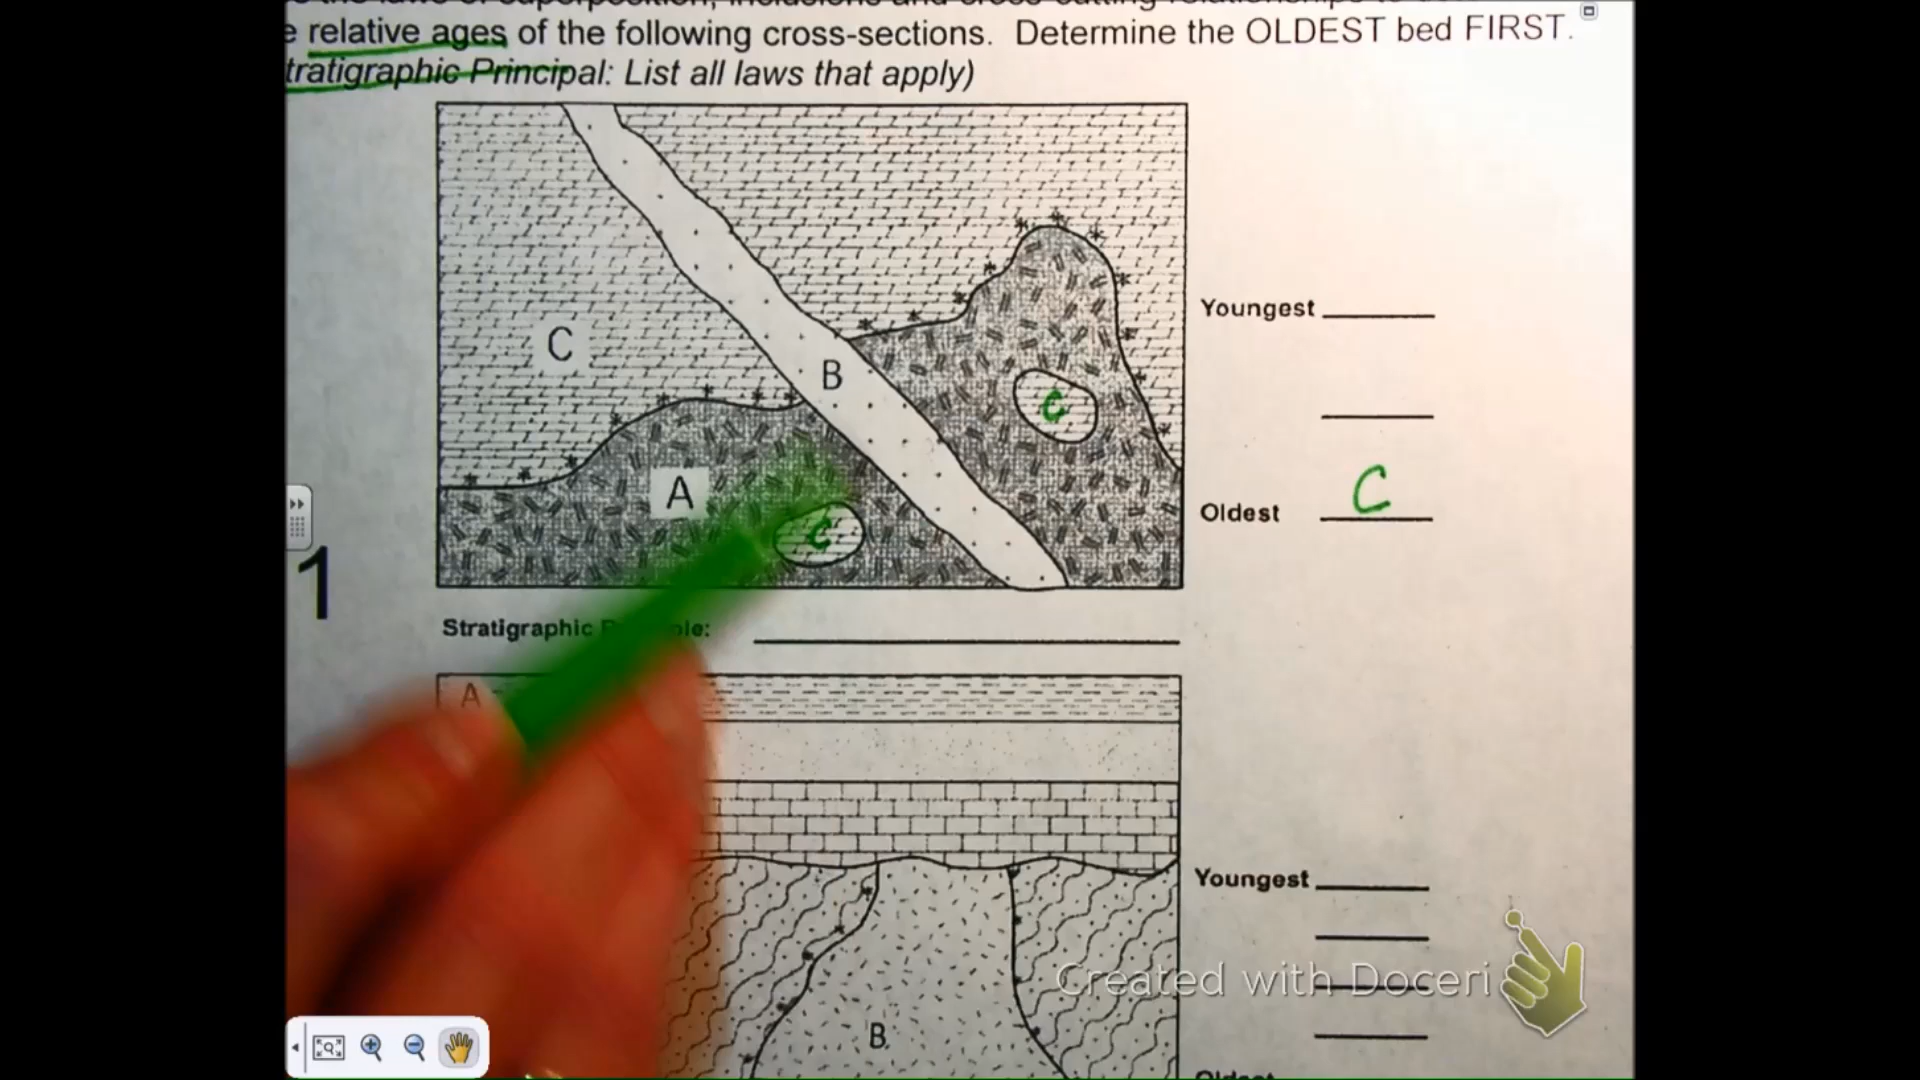 e relative ages of the following cross-sections. Determine the OLDEST bed FIRST.
tratigraphic Principal: List all laws that apply)
C
B
C
A
C
Youngest
Oldest C
1
Stratigraphic
A
Youngest
B
Created with Doceri